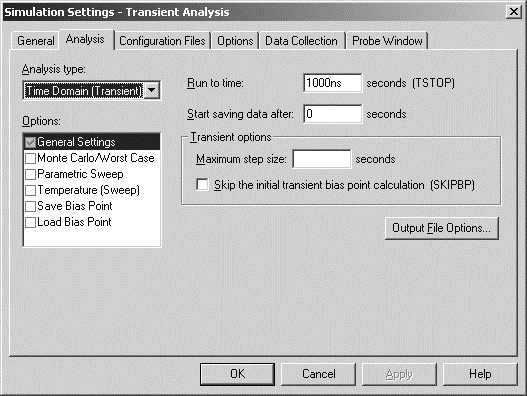 Simulation Settings - Transient Analysis
General Analysis Configuration Files Options Data Collection Probe Window
Analysis type:
Time Domain (Transient)
Options:
General Settings
Monte Carlo/Worst Case
Parametric Sweep
Temperature (Sweep)
Save Bias Point
Load Bias Point
Run to time: 1000ns seconds (TSTOP)
Start saving data after: 0 seconds
Transient options
Maximum step size: seconds
Skip the initial transient bias point calculation (SKIPBP)
Output File Options...
OK Cancel Apply Help